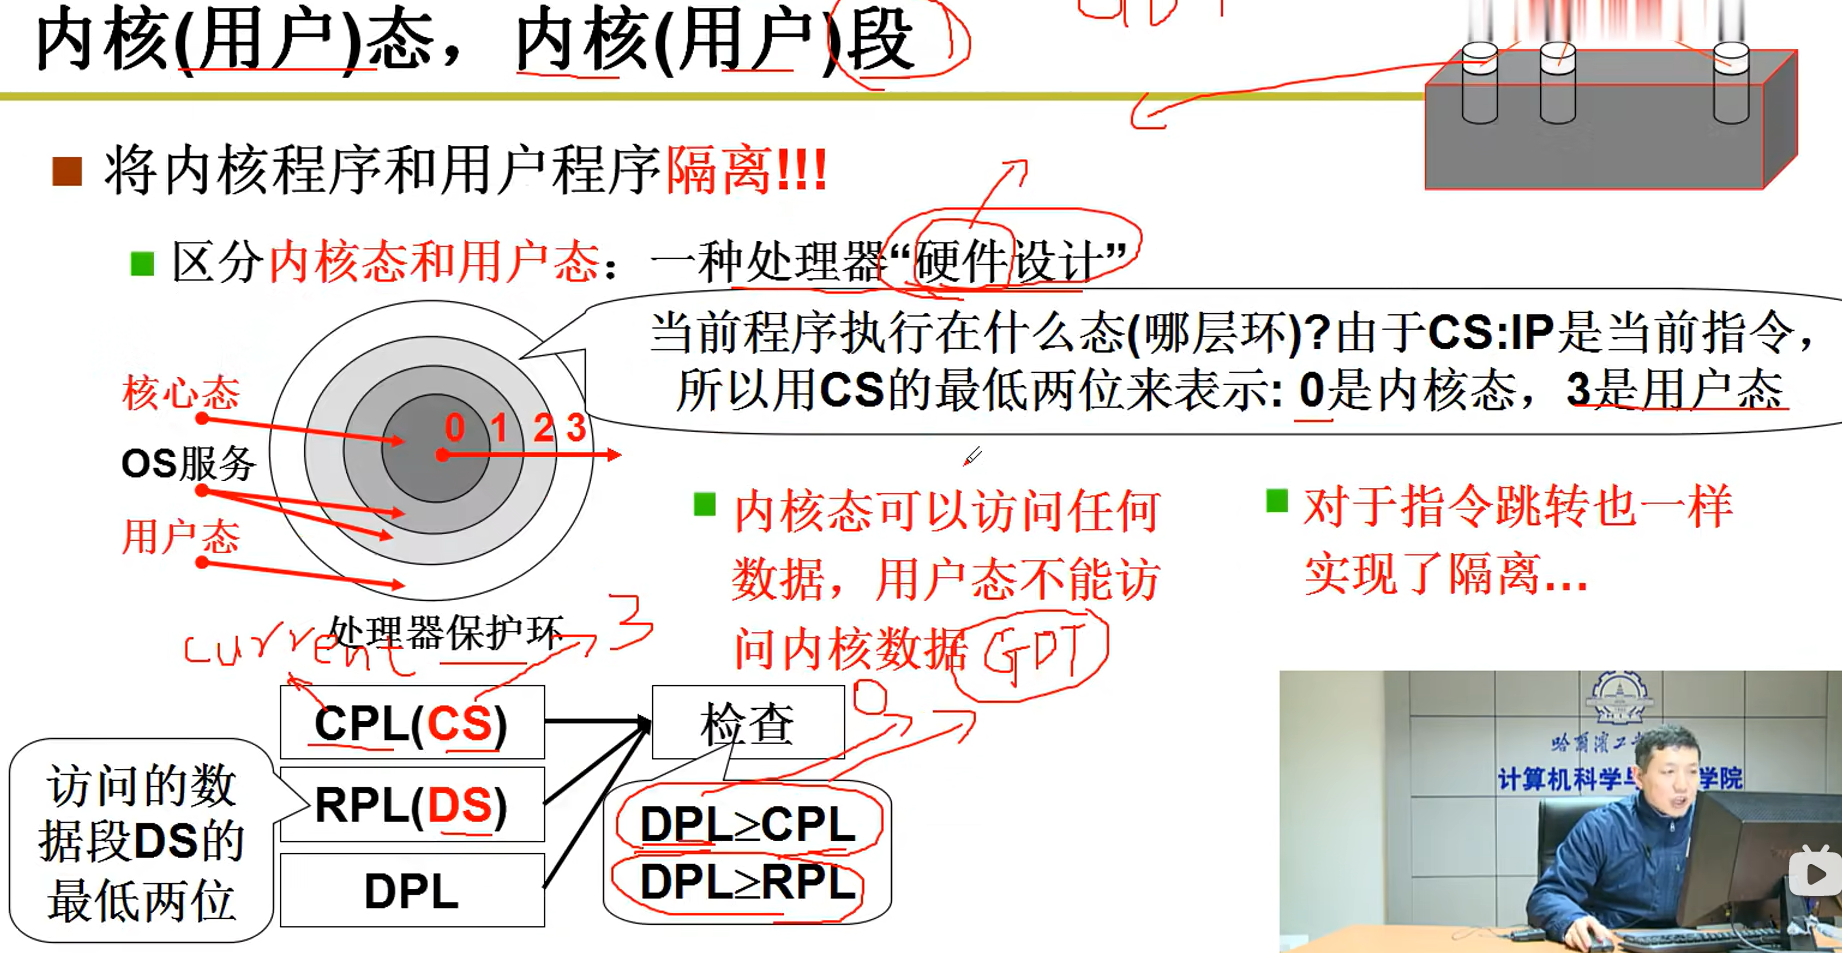 内核(用户)态，内核(用户)段
将内核程序和用户程序隔离!!!
区分内核态和用户态：一种处理器“硬件设计”
当前程序执行在什么态(哪层环)?由于CS:IP是当前指令，
所以用CS的最低两位来表示: 0是内核态，3是用户态
核心态
OS服务
用户态
0 1 2 3
处理器保护环
内核态可以访问任何
数据，用户态不能访
问内核数据
GDT
对于指令跳转也一样
实现了隔离...
current
3
0
CPL(CS)
RPL(DS)
DPL
检查
DPL≥CPL
DPL≥RPL
访问的数
据段DS的
最低两位
计算机科学与
学院